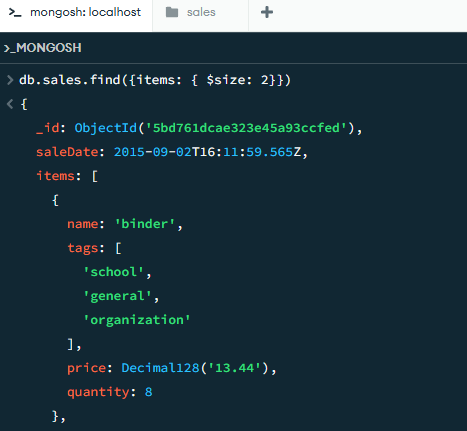 >_ mongosh: localhost sales +
>_MONGOSH
> db.sales.find({items: { $size: 2}})
< {
_id: ObjectId('5bd761dcae323e45a93ccfed'),
saleDate: 2015-09-02T16:11:59.565Z,
items: [
{
name: 'binder',
tags: [
'school',
'general',
'organization'
],
price: Decimal128('13.44'),
quantity: 8
},